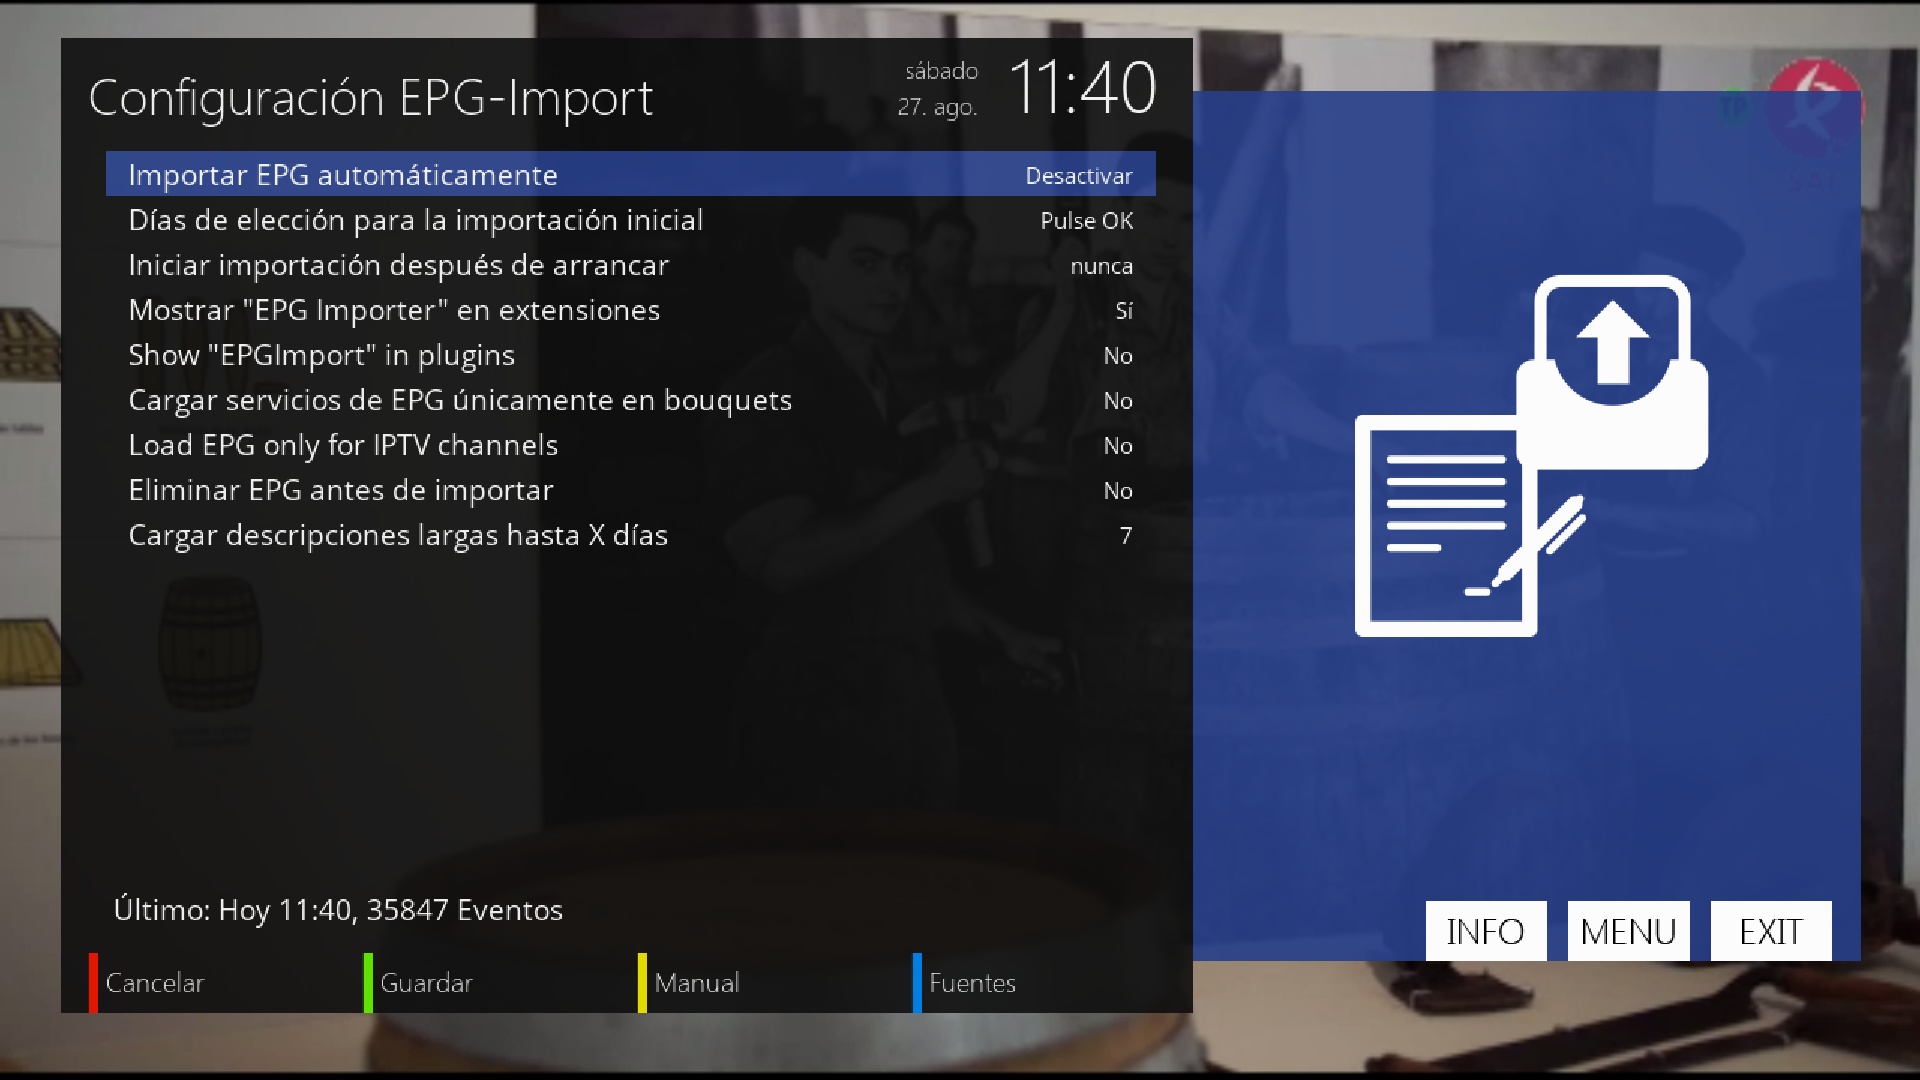 Configuración EPG-Import
sábado
27. ago.
11:40
Importar EPG automáticamente Desactivar
Días de elección para la importación inicial Pulse OK
Iniciar importación después de arrancar nunca
Mostrar "EPG Importer" en extensiones Sí
Show "EPGImport" in plugins No
Cargar servicios de EPG únicamente en bouquets No
Load EPG only for IPTV channels No
Eliminar EPG antes de importar No
Cargar descripciones largas hasta X días 7
Último: Hoy 11:40, 35847 Eventos
Cancelar Guardar Manual Fuentes
INFO MENU EXIT
TP
SAT